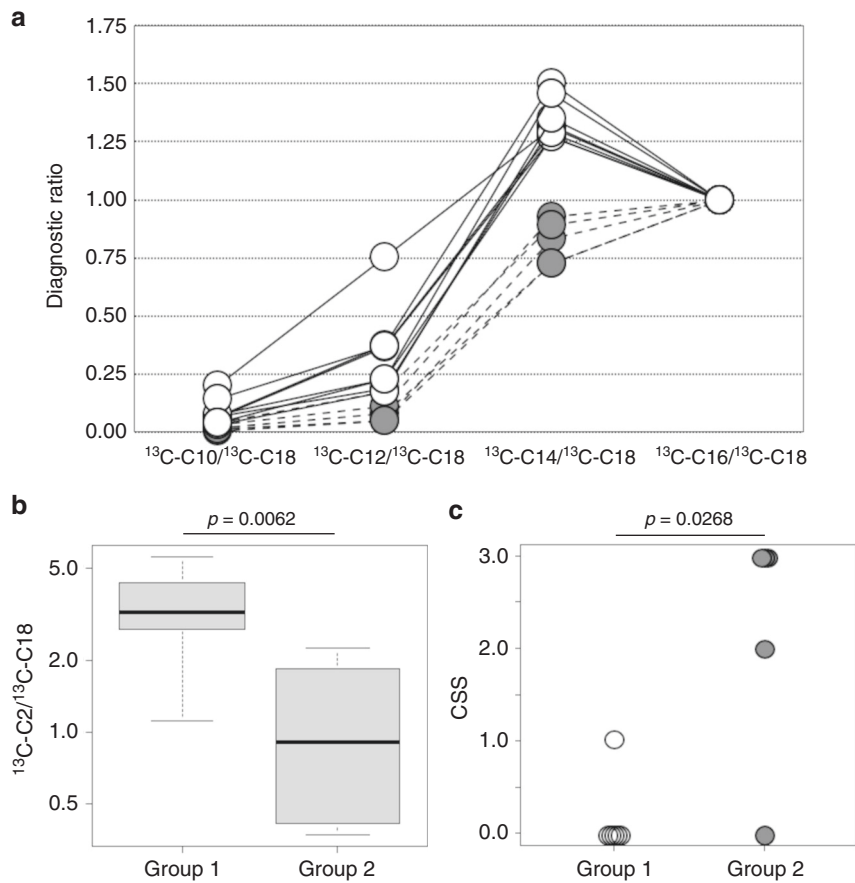 a
1.75
1.50
1.25
1.00
0.75
0.50
0.25
0.00
Diagnostic ratio
¹³C-C10/¹³C-C18 ¹³C-C12/¹³C-C18 ¹³C-C14/¹³C-C18 ¹³C-C16/¹³C-C18
b
p = 0.0062
5.0
2.0
1.0
0.5
¹³C-C2/¹³C-C18
Group 1 Group 2
c
p = 0.0268
3.0
2.0
1.0
0.0
CSS
Group 1 Group 2